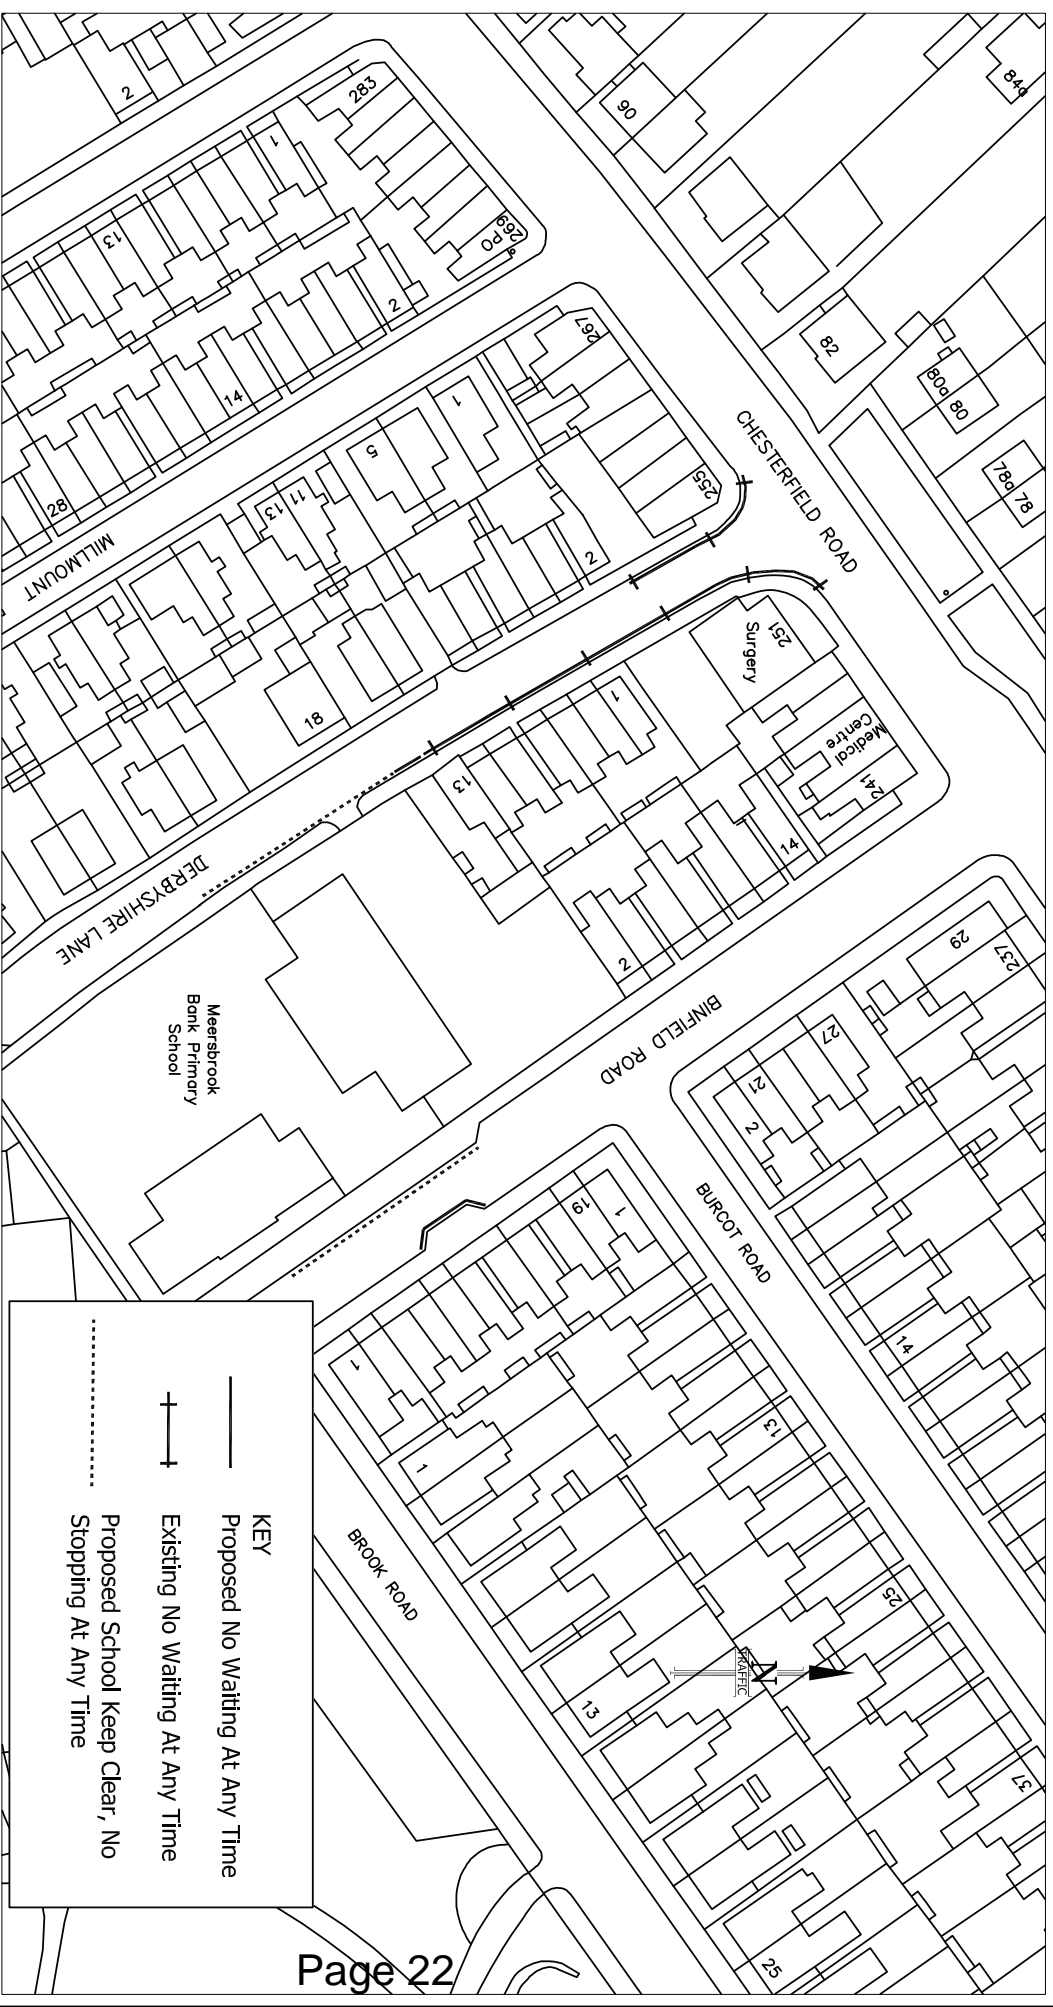 2
283
1
13
269
PO
2
14
28
MILLMOUNT
90
84a
82
80a
80
78a
78
267
255
CHESTERFIELD ROAD
1
5
11
13
2
18
251
Surgery
Medical
Centre
241
14
1
13
2
DERBYSHIRE LANE
Meersbrook
Bank Primary
School
BINFIELD ROAD
29
237
27
21
2
BURCOT ROAD
14
19
1
1
1
13
25
37
BROOK ROAD
13
25
N
TRAFFIC
KEY
Proposed No Waiting At Any Time
Existing No Waiting At Any Time
Proposed School Keep Clear, No
Stopping At Any Time
Page 22